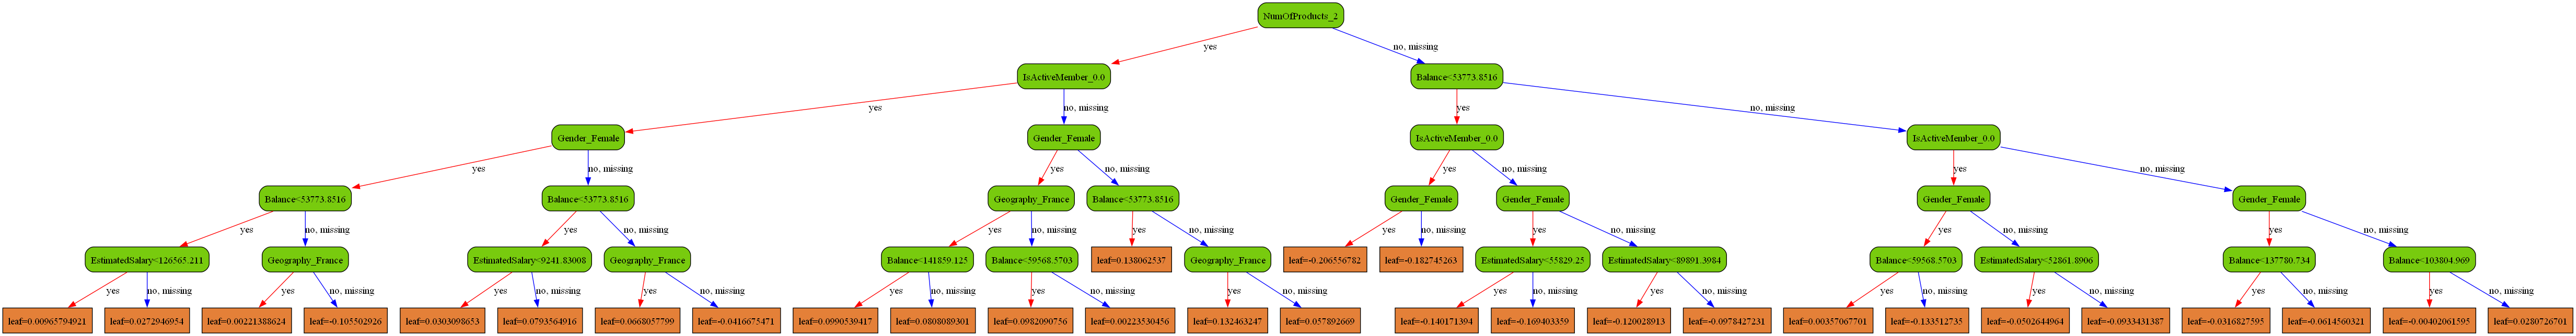 NumOfProducts_2
yes
no, missing
IsActiveMember_0.0
Balance<53773.8516
yes
no, missing
yes
no, missing
Gender_Female
Gender_Female
IsActiveMember_0.0
IsActiveMember_0.0
yes
no, missing
yes
no, missing
yes
no, missing
yes
no, missing
Balance<53773.8516
Balance<53773.8516
Geography_France
Balance<53773.8516
Gender_Female
Gender_Female
Gender_Female
Gender_Female
yes
no, missing
yes
no, missing
yes
no, missing
yes
no, missing
yes
no, missing
yes
no, missing
yes
no, missing
yes
no, missing
EstimatedSalary<126565.211
Geography_France
EstimatedSalary<9241.83008
Geography_France
Balance<141859.125
Balance<59568.5703
leaf=0.138062537
Geography_France
leaf=-0.206556782
leaf=-0.182745263
EstimatedSalary<55829.25
EstimatedSalary<89891.3984
Balance<59568.5703
EstimatedSalary<52861.8906
Balance<137780.734
Balance<103804.969
yes
no, missing
yes
no, missing
yes
no, missing
yes
no, missing
yes
no, missing
yes
no, missing
yes
no, missing
yes
no, missing
yes
no, missing
yes
no, missing
yes
no, missing
yes
no, missing
yes
no, missing
leaf=0.00965794921
leaf=0.0272946954
leaf=0.00221388624
leaf=-0.105502926
leaf=0.0303098653
leaf=0.0793564916
leaf=0.0668057799
leaf=-0.0416675471
leaf=0.0990539417
leaf=0.0808089301
leaf=0.0982090756
leaf=0.00223530456
leaf=0.132463247
leaf=0.057892669
leaf=-0.140171394
leaf=-0.169403359
leaf=-0.120028913
leaf=-0.0978427231
leaf=0.00357067701
leaf=-0.133512735
leaf=-0.0502644964
leaf=-0.0933431387
leaf=-0.0316827595
leaf=-0.0614560321
leaf=-0.00402061595
leaf=0.0280726701